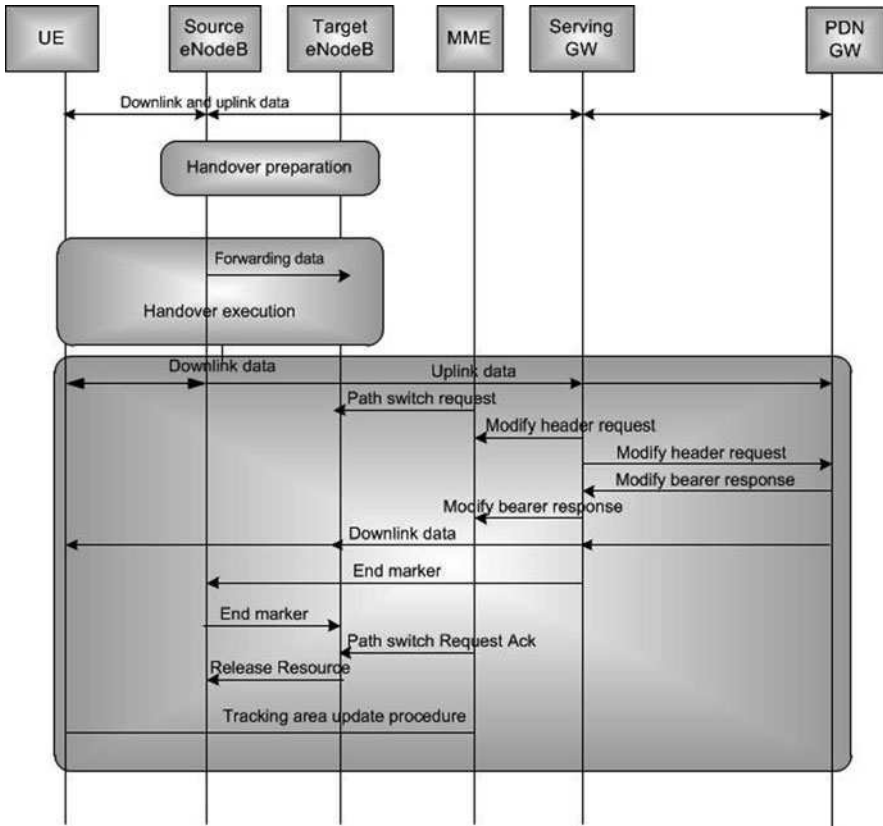 UE
Source
eNodeB
Target
eNodeB
MME
Serving
GW
PDN
GW
Downlink and uplink data
Handover preparation
Forwarding data
Handover execution
Downlink data
Uplink data
Path switch request
Modify header request
Modify header request
Modify bearer response
Modify bearer response
Downlink data
End marker
End marker
Path switch Request Ack
Release Resource
Tracking area update procedure